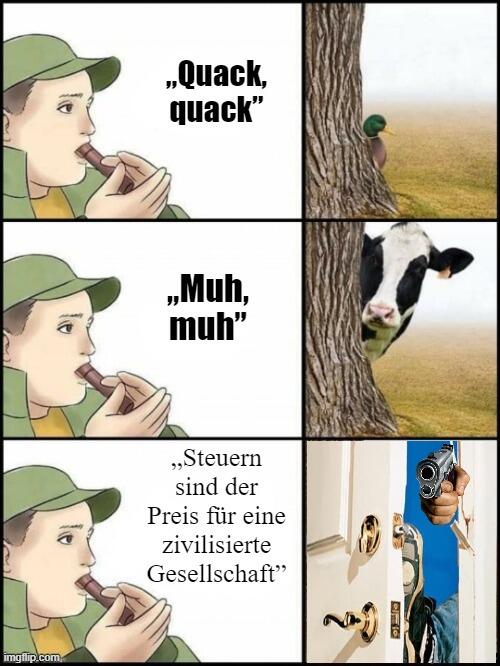 „Quack,
quack”
„Muh,
muh”
„Steuern
sind der
Preis für eine
zivilisierte
Gesellschaft”
imgflip.com